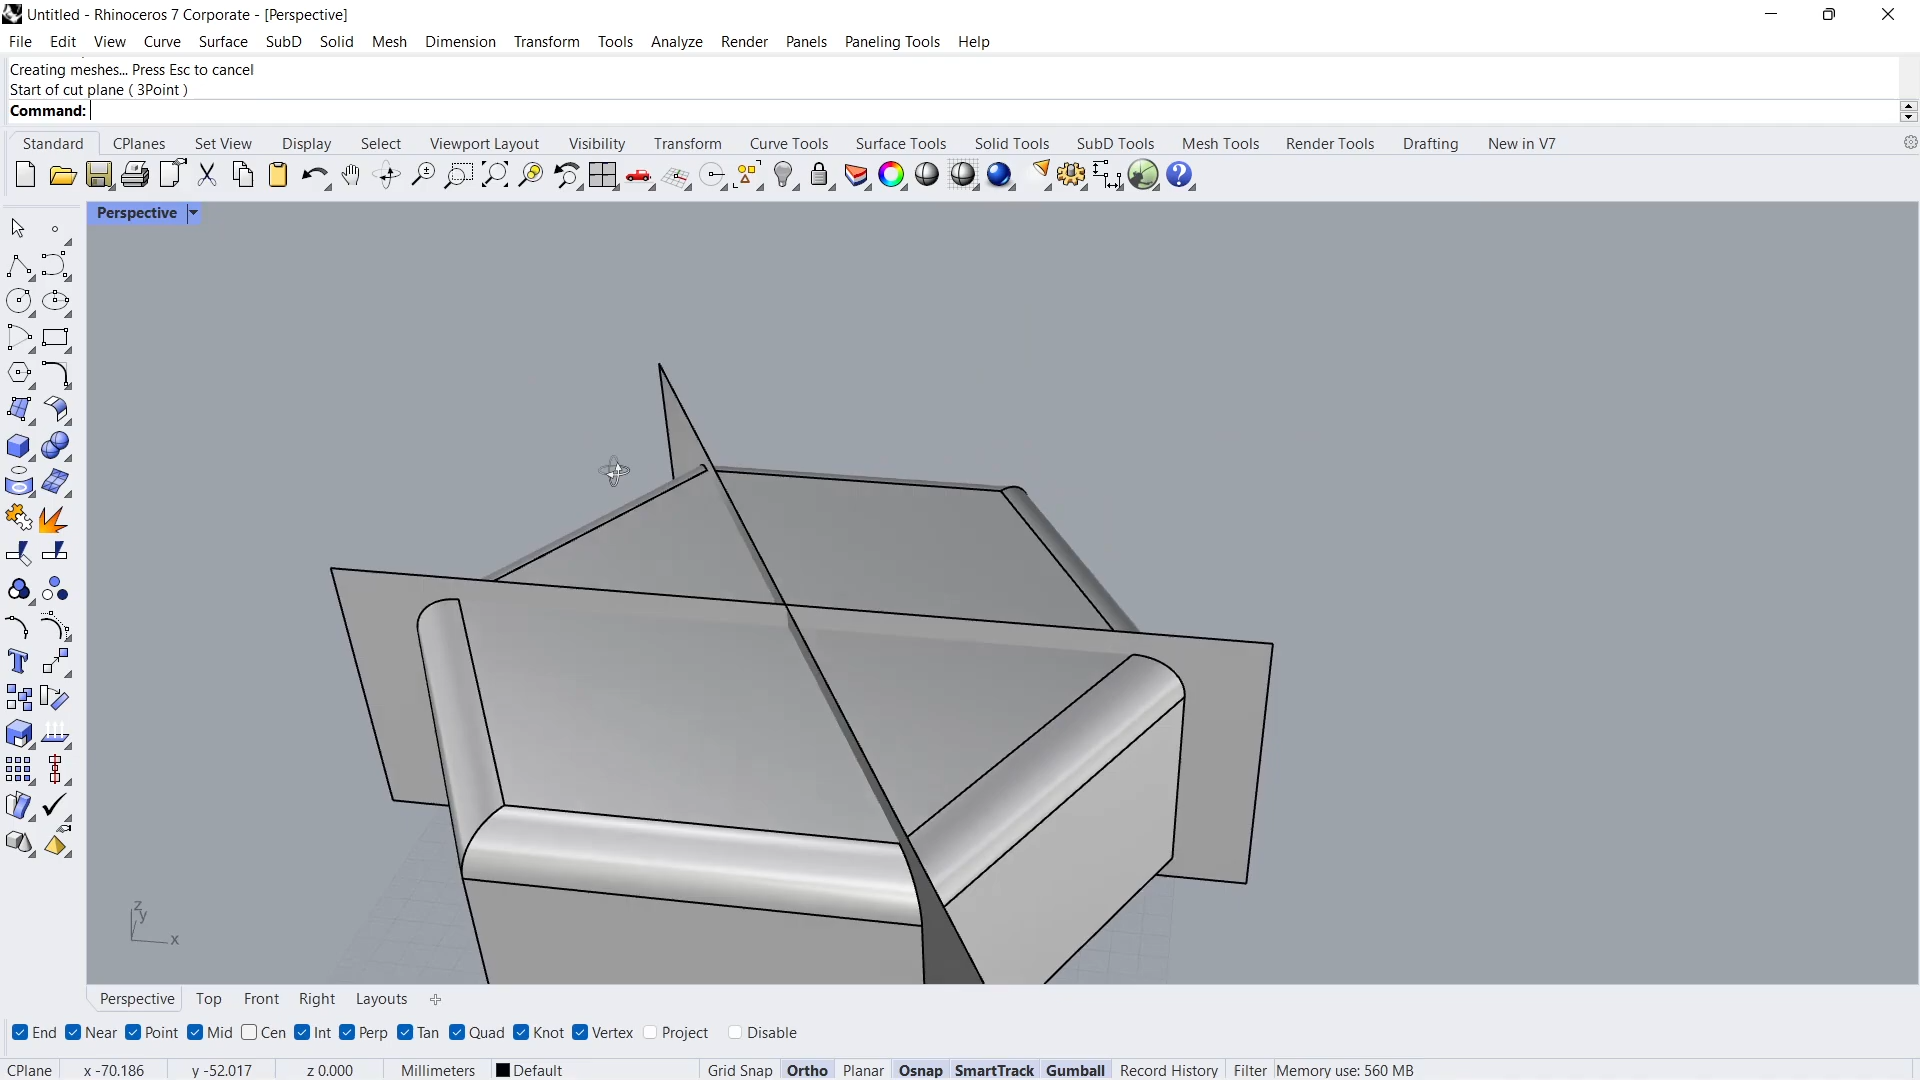 Untitled - Rhinoceros 7 Corporate - [Perspective]
File Edit View Curve Surface SubD Solid Mesh Dimension Transform Tools Analyze Render Panels Paneling Tools Help
Creating meshes... Press Esc to cancel
Start of cut plane ( 3Point )
Command:
Standard CPlanes Set View Display Select Viewport Layout Visibility Transform Curve Tools Surface Tools Solid Tools SubD Tools Mesh Tools Render Tools Drafting New in V7
Perspective
z
y
x
Perspective Top Front Right Layouts
End Near Point Mid Cen Int Perp Tan Quad Knot Vertex Project Disable
CPlane x -70.186 y -52.017 z 0.000 Millimeters Default Grid Snap Ortho Planar Osnap SmartTrack Gumball Record History Filter Memory use: 560 MB